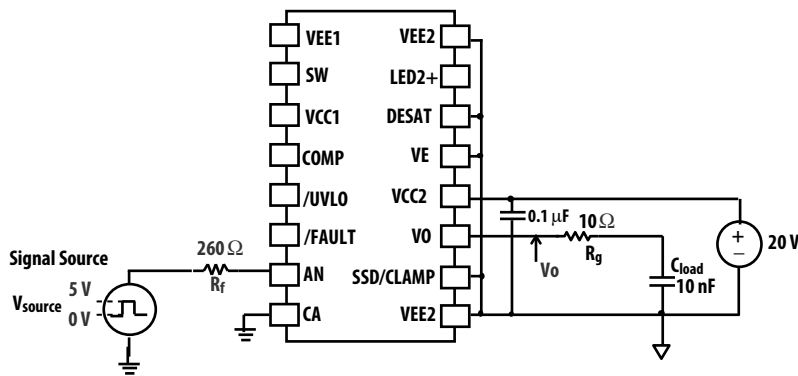 VEE1
VEE2
SW
LED2+
VCC1
DESAT
COMP
VE
/UVLO
VCC2
0.1 μF
10Ω
/FAULT
VO
Rg
Vo
20 V
+
−
260 Ω
Rf
AN
SSD/CLAMP
Cload
10 nF
Signal Source
5 V
Vsource
0 V
CA
VEE2